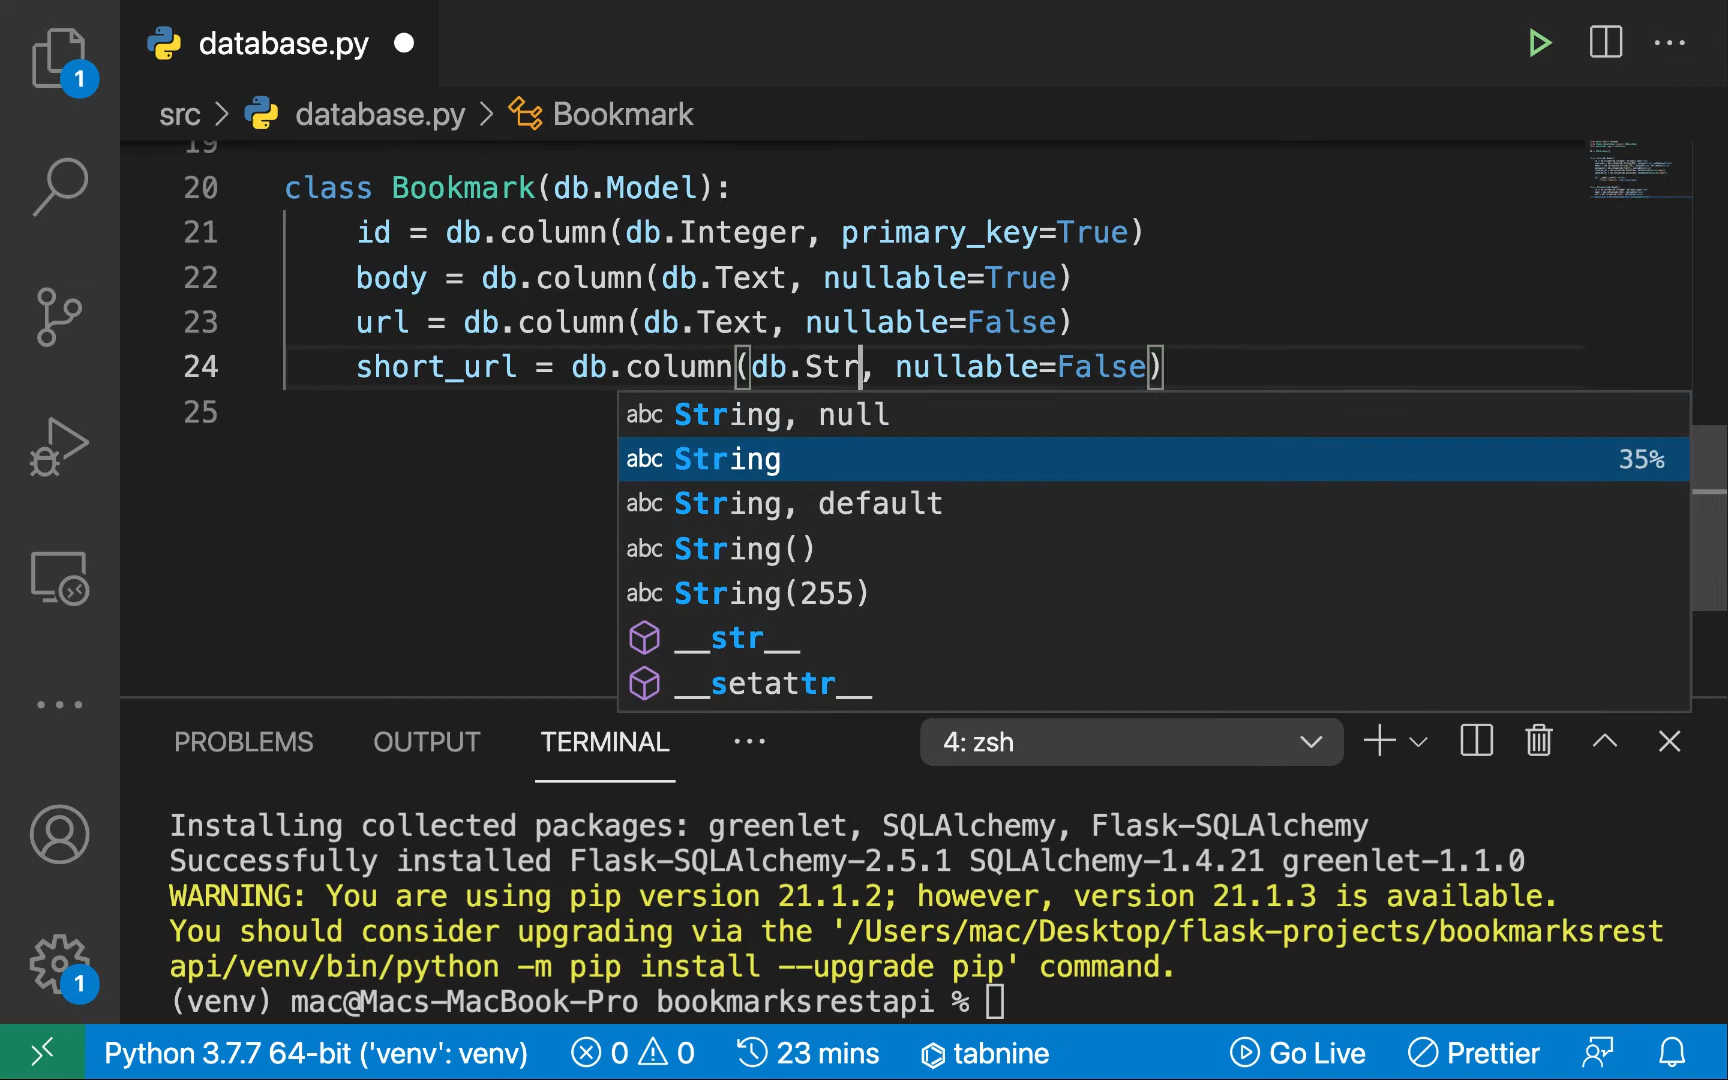 database.py
1
src > database.py > Bookmark
19
20 class Bookmark(db.Model):
21 id = db.column(db.Integer, primary_key=True)
22 body = db.column(db.Text, nullable=True)
23 url = db.column(db.Text, nullable=False)
24 short_url = db.column(db.Str, nullable=False)
25
abc String, null
abc String 35%
abc String, default
abc String()
abc String(255)
__str__
__setattr__
PROBLEMS OUTPUT TERMINAL ··· 4: zsh
Installing collected packages: greenlet, SQLAlchemy, Flask-SQLAlchemy
Successfully installed Flask-SQLAlchemy-2.5.1 SQLAlchemy-1.4.21 greenlet-1.1.0
WARNING: You are using pip version 21.1.2; however, version 21.1.3 is available.
You should consider upgrading via the '/Users/mac/Desktop/flask-projects/bookmarksrest
api/venv/bin/python -m pip install --upgrade pip' command.
(venv) mac@Macs-MacBook-Pro bookmarksrestapi %
1
Python 3.7.7 64-bit ('venv': venv) 0 0 23 mins tabnine Go Live Prettier